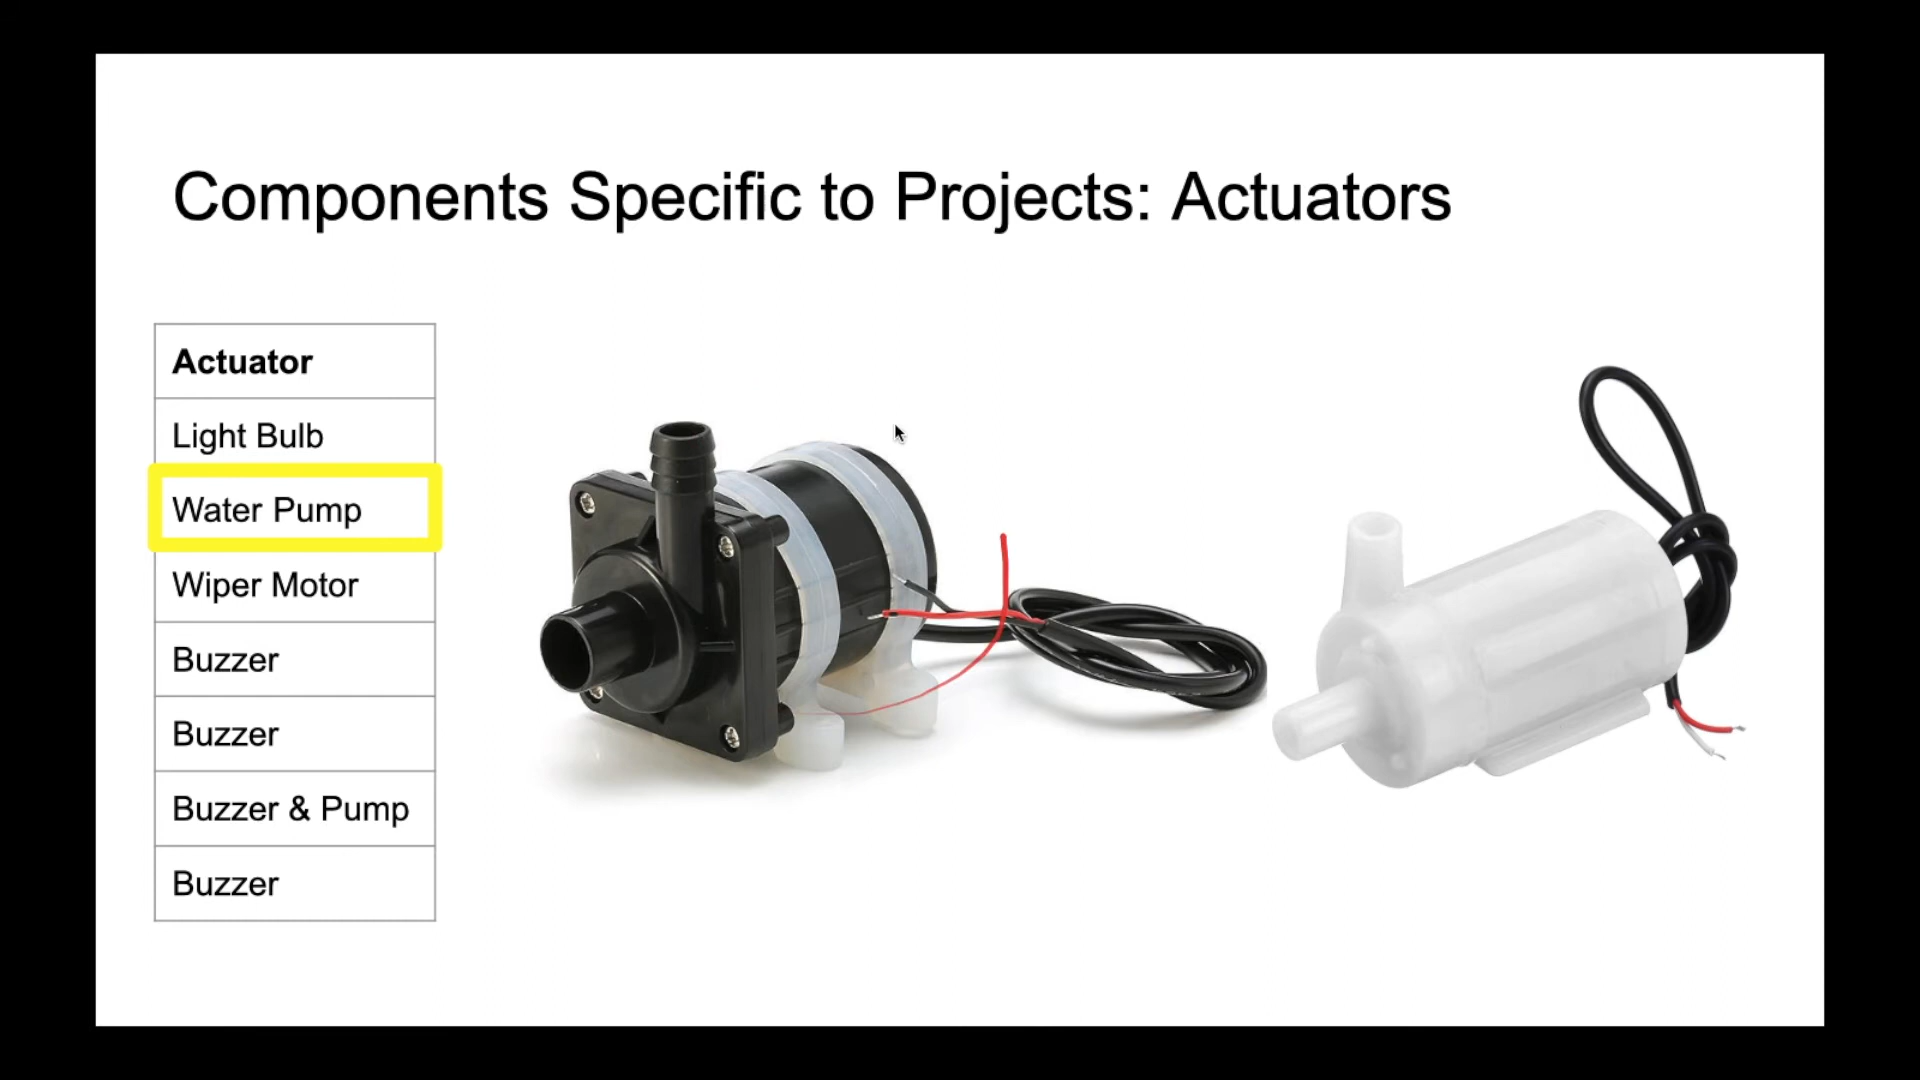 Components Specific to Projects: Actuators
Actuator
Light Bulb
Water Pump
Wiper Motor
Buzzer
Buzzer
Buzzer & Pump
Buzzer